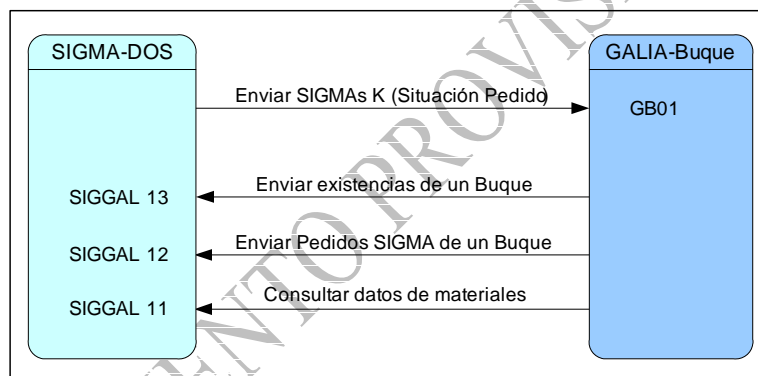 SIGMA-DOS
GALIA-Buque
Enviar SIGMAs K (Situación Pedido)
GB01
Enviar existencias de un Buque
SIGGAL 13
Enviar Pedidos SIGMA de un Buque
SIGGAL 12
Consultar datos de materiales
SIGGAL 11